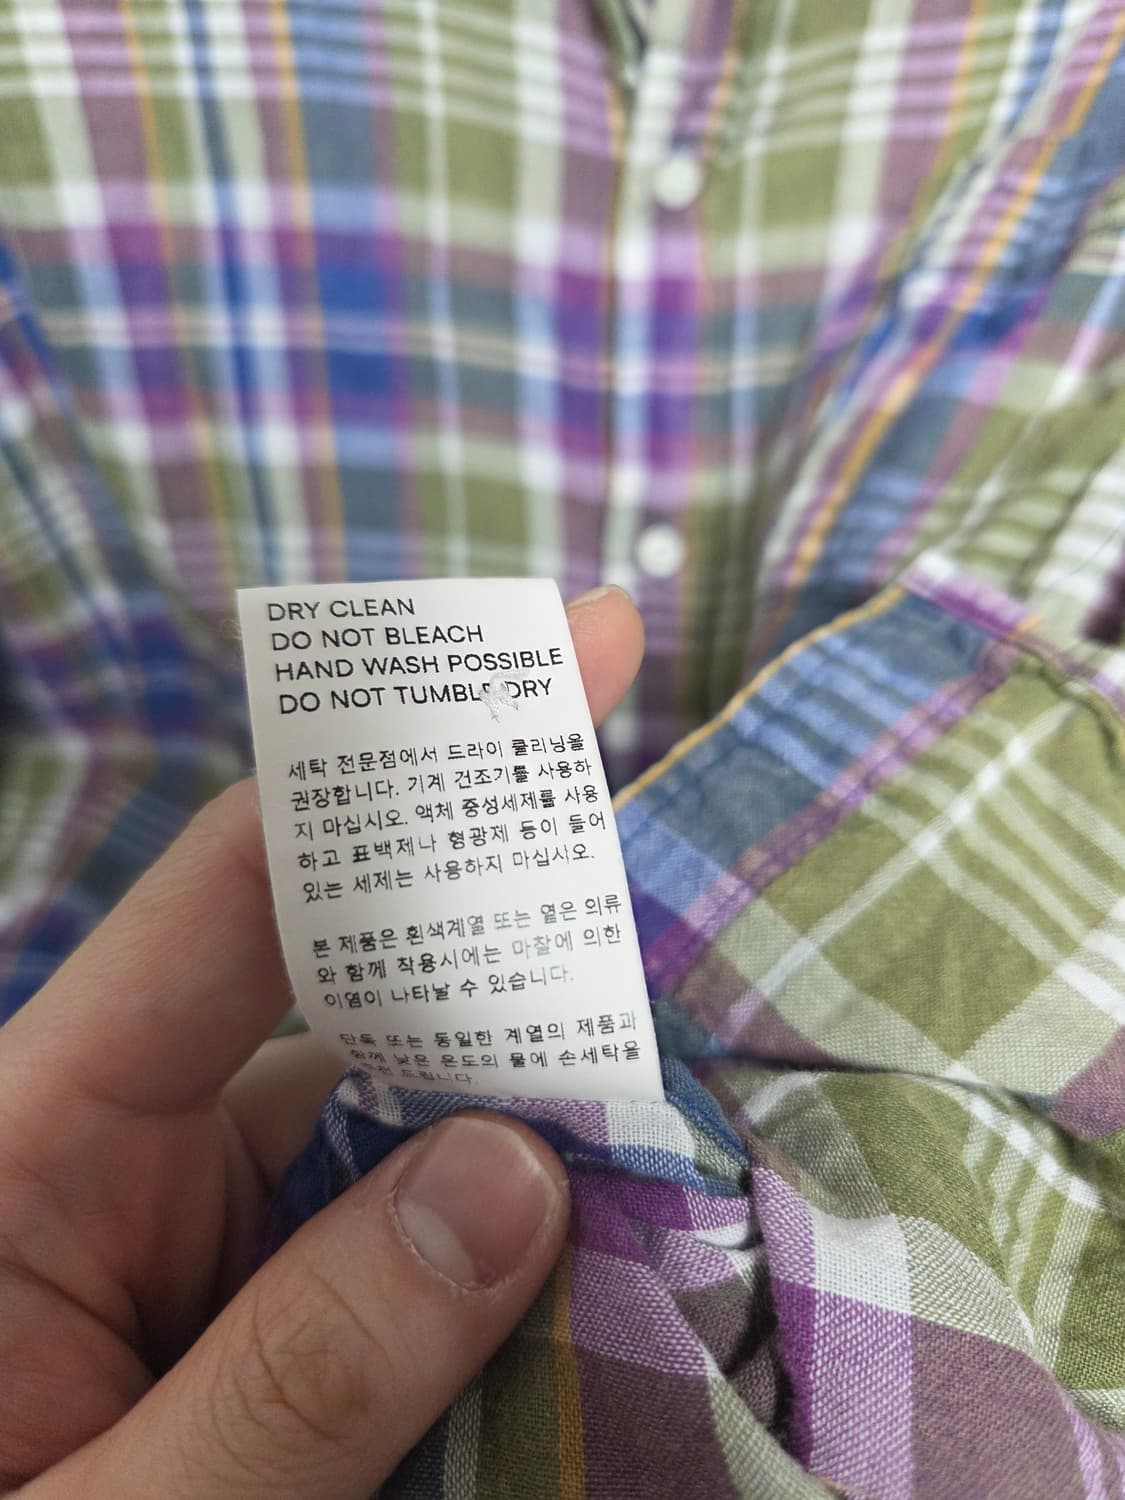 DRY CLEAN
DO NOT BLEACH
HAND WASH POSSIBLE
DO NOT TUMBLE DRY
세탁 전문점에서 드라이 클리닝을
권장합니다. 기계 건조기를 사용하
지 마십시오. 액체 중성세제를 사용
하고 표백제나 형광제 등이 들어
있는 세제는 사용하지 마십시오.
본 제품은 흰색계열 또는 옅은 의류
와 함께 착용시에는 마찰에 의한
이염이 나타날 수 있습니다.
단독 또는 동일한 계열의 제품과
함께 낮은 온도의 물에 손세탁을
드립니다.